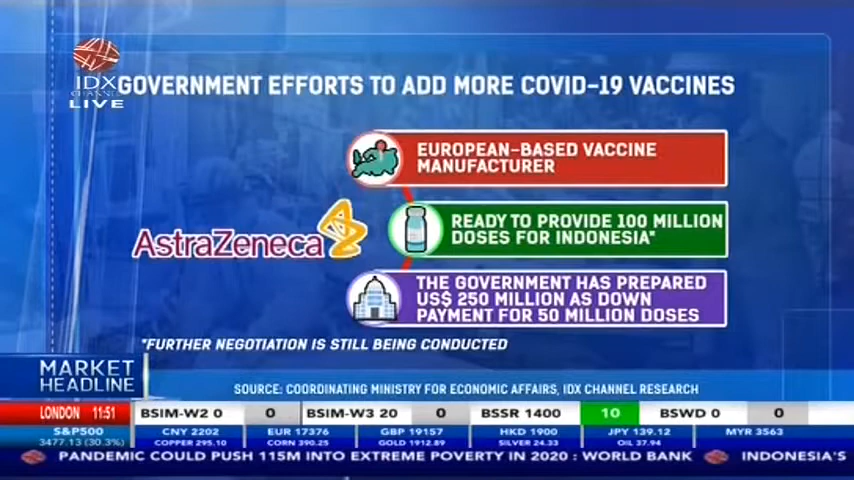 IDX
CHANNEL
LIVE
GOVERNMENT EFFORTS TO ADD MORE COVID-19 VACCINES
EUROPEAN-BASED VACCINE
MANUFACTURER
AstraZeneca
READY TO PROVIDE 100 MILLION
DOSES FOR INDONESIA*
THE GOVERNMENT HAS PREPARED
US$ 250 MILLION AS DOWN
PAYMENT FOR 50 MILLION DOSES
*FURTHER NEGOTIATION IS STILL BEING CONDUCTED
MARKET
HEADLINE
SOURCE: COORDINATING MINISTRY FOR ECONOMIC AFFAIRS, IDX CHANNEL RESEARCH
LONDON 11:51 BSIM-W2 0 0 BSIM-W3 20 0 BSSR 1400 10 BSWD 0 0
S&P500 CNY 2202 EUR 17376 GBP 19157 HKD 1900 JPY 139.12 MYR 3563
3477.13 (30.3%) COPPER 295.10 CORN 390.25 GOLD 1912.89 SILVER 24.33 OIL 37.94
PANDEMIC COULD PUSH 115M INTO EXTREME POVERTY IN 2020 : WORLD BANK INDONESIA'S